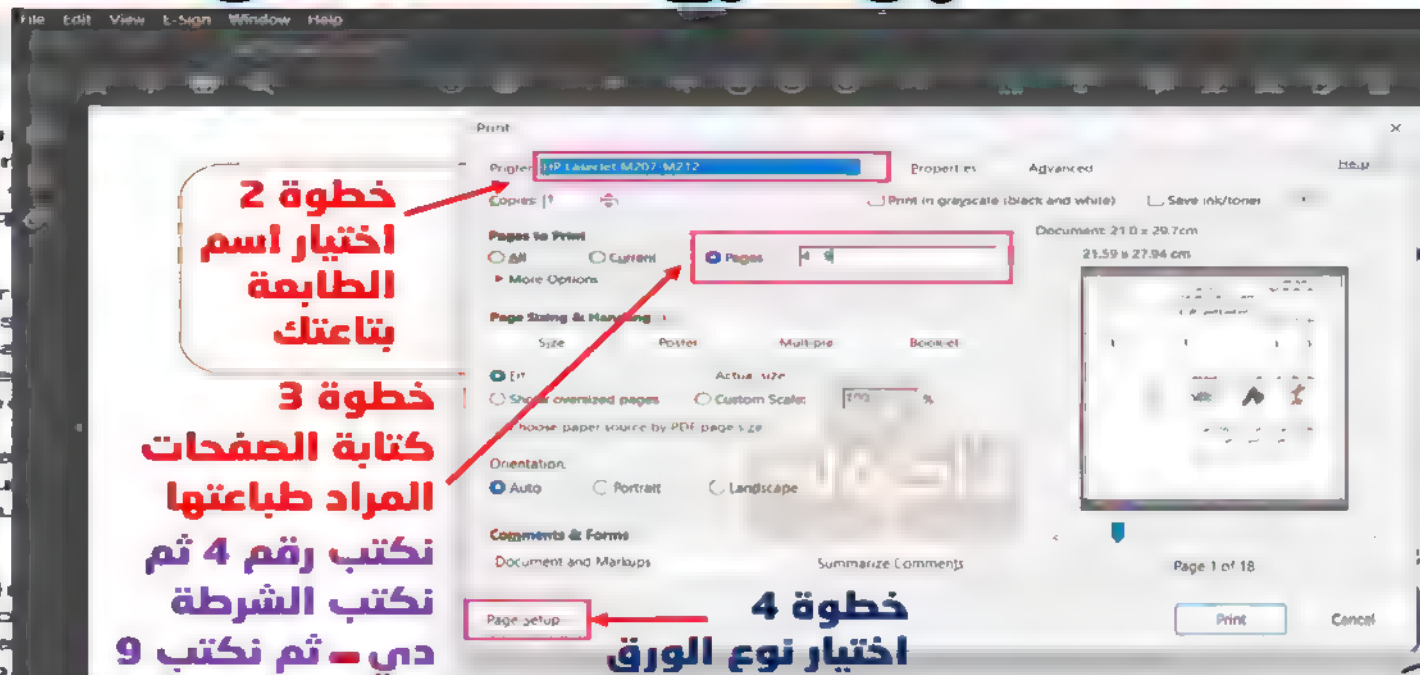 File Edit View E-Sign Window Help
Print
Printer: HP LaserJet M207-M212
Properties
Advanced
Help
Copies:
Print in grayscale (black and white)
Save ink/toner
Pages to Print
All
Current
Pages
4 9
More Options
Document: 21.0 x 29.7cm
21.59 x 27.94 cm
Page Sizing & Handling
Size
Poster
Multiple
Booklet
Fit
Actual size
Shrink oversized pages
Custom Scale:
100
%
Choose paper source by PDF page size
Orientation:
Auto
Portrait
Landscape
Comments & Forms
Document and Markups
Summarize Comments
Page 1 of 18
Page Setup
Print
Cancel
خطوة 2
اختيار اسم
الطابعة
بتاعتك
خطوة 3
كتابة الصفحات
المراد طباعتها
نكتب رقم 4 ثم
نكتب الشرطة
دي - ثم نكتب 9
خطوة 4
اختيار نوع الورق